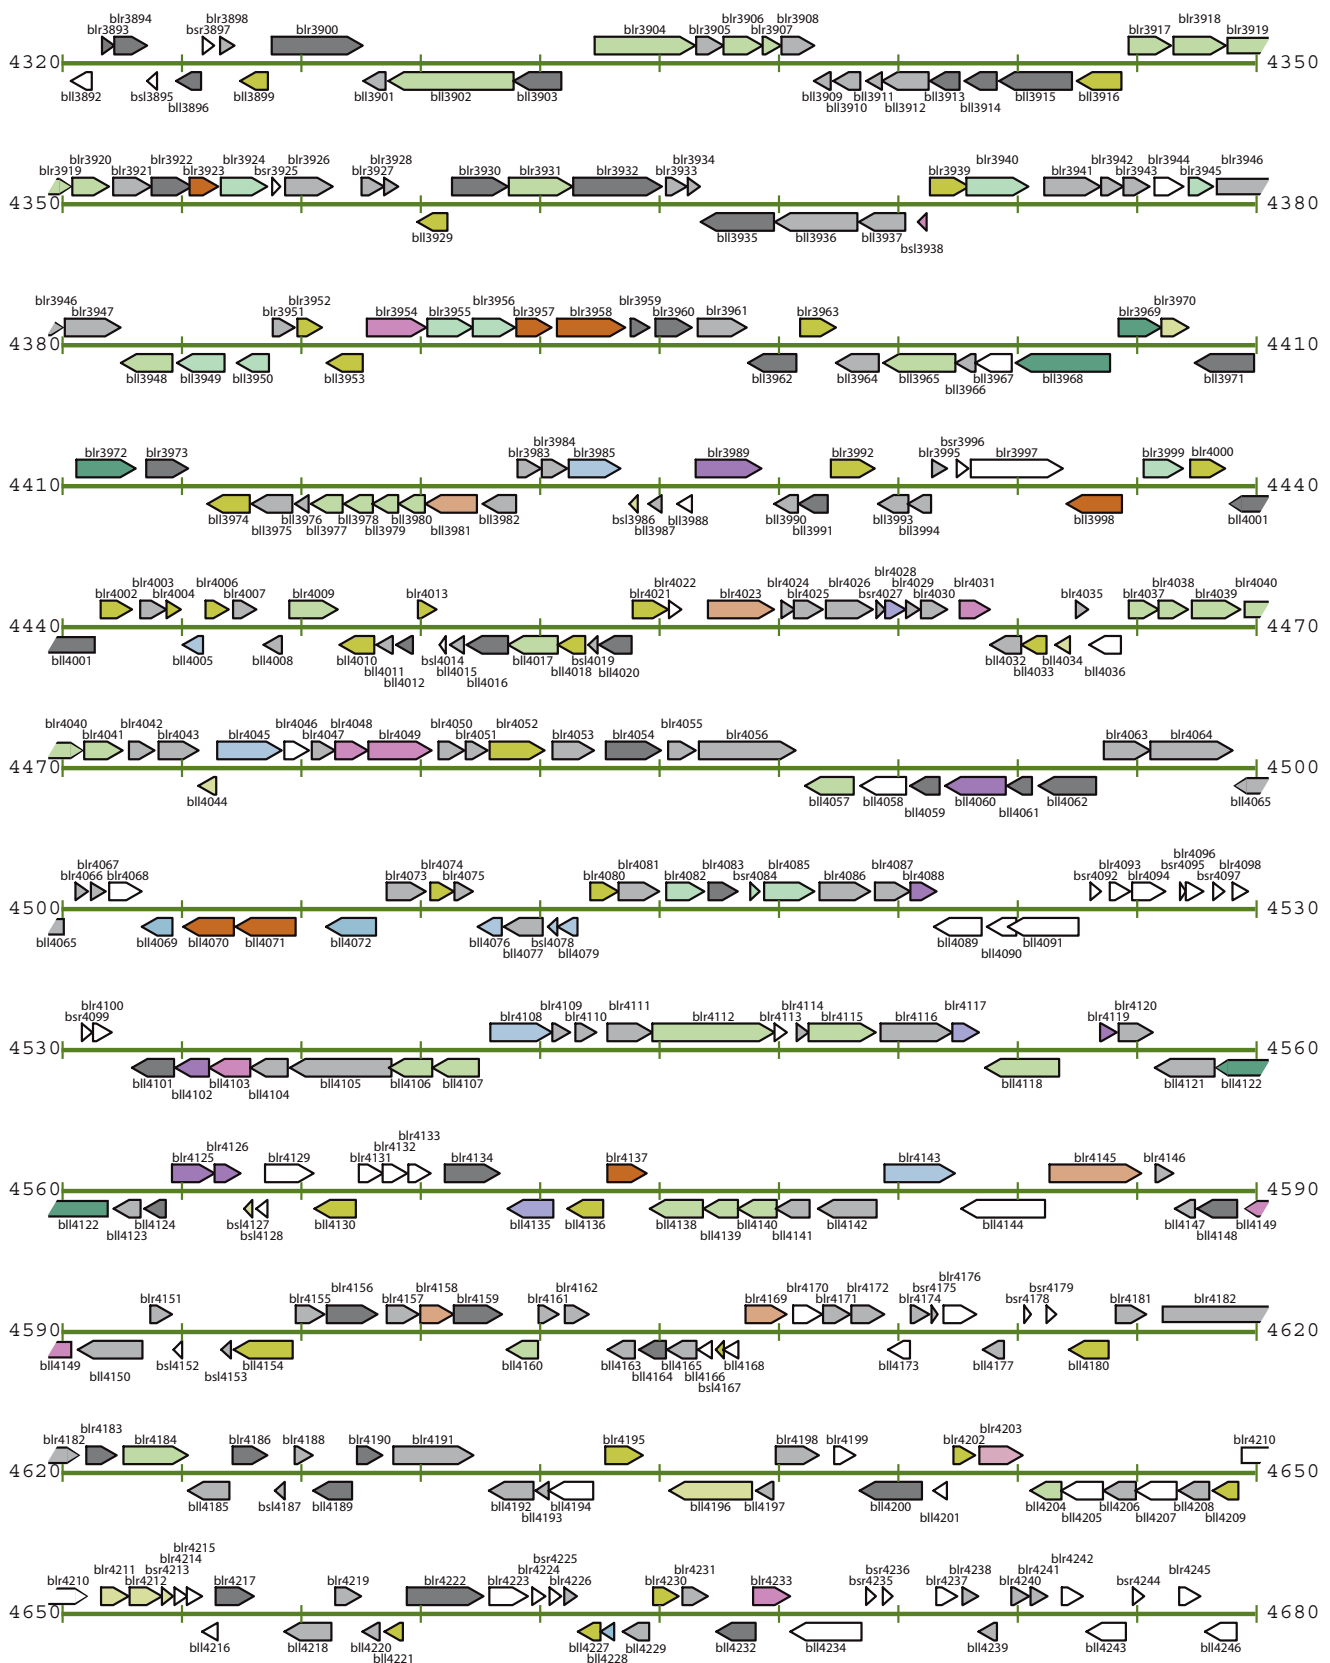 blr3894 blr3898
blr3893 bsr3897 blr3900 blr3904 blr3905 blr3906 blr3907 blr3908 blr3917 blr3918 blr3919
4320 4350
bll3892 bsl3895 bll3896 bll3899 bll3901 bll3902 bll3903 bll3909 bll3910 bll3911 bll3912 bll3913 bll3914 bll3915 bll3916
blr3919 blr3920 blr3921 blr3922 blr3923 blr3924 bsr3925 blr3926 blr3927 blr3928 blr3930 blr3931 blr3932 blr3933 blr3934 blr3939 blr3940 blr3941 blr3942 blr3943 blr3944 blr3945 blr3946
4350 4380
bll3929 bll3935 bll3936 bll3937 bsl3938
blr3946 blr3947 blr3951 blr3952 blr3954 blr3955 blr3956 blr3957 blr3958 blr3959 blr3960 blr3961 blr3963 blr3969 blr3970
4380 4410
bll3948 bll3949 bll3950 bll3953 bll3962 bll3964 bll3965 bll3966 bll3967 bll3968 bll3971
blr3972 blr3973 blr3983 blr3984 blr3985 blr3989 blr3992 blr3995 bsr3996 blr3997 blr3999 blr4000
4410 4440
bll3974 bll3975 bll3976 bll3977 bll3978 bll3979 bll3980 bll3981 bll3982 bsl3986 bll3987 bll3988 bll3990 bll3991 bll3993 bll3994 bll3998 bll4001
blr4002 blr4003 blr4004 blr4006 blr4007 blr4009 blr4013 blr4021 blr4022 blr4023 blr4024 blr4025 blr4026 bsr4027 blr4028 blr4029 blr4030 blr4031 blr4035 blr4037 blr4038 blr4039 blr4040
4440 4470
bll4001 bll4005 bll4008 bll4010 bll4011 bll4012 bsl4014 bll4015 bll4016 bll4017 bll4018 bsl4019 bll4020 bll4032 bll4033 bll4034 bll4036
blr4040 blr4041 blr4042 blr4043 blr4045 blr4046 blr4047 blr4048 blr4049 blr4050 blr4051 blr4052 blr4053 blr4054 blr4055 blr4056 blr4063 blr4064
4470 4500
bll4044 bll4057 bll4058 bll4059 bll4060 bll4061 bll4062 bll4065
blr4066 blr4067 blr4068 blr4073 blr4074 blr4075 blr4080 blr4081 blr4082 blr4083 bsr4084 blr4085 blr4086 blr4087 blr4088 bsr4092 blr4093 blr4094 bsr4095 blr4096 bsr4097 blr4098
4500 4530
bll4065 bll4069 bll4070 bll4071 bll4072 bll4076 bll4077 bsl4078 bll4079 bll4089 bll4090 bll4091
bsr4099 blr4100 blr4108 blr4109 blr4110 blr4111 blr4112 blr4113 blr4114 blr4115 blr4116 blr4117 blr4119 blr4120
4530 4560
bll4101 bll4102 bll4103 bll4104 bll4105 bll4106 bll4107 bll4118 bll4121 bll4122
blr4125 blr4126 blr4129 blr4131 blr4132 blr4133 blr4134 blr4137 blr4143 blr4145 blr4146
4560 4590
bll4122 bll4123 bll4124 bsl4127 bsl4128 bll4130 bll4135 bll4136 bll4138 bll4139 bll4140 bll4141 bll4142 bll4144 bll4147 bll4148 bll4149
blr4151 blr4155 blr4156 blr4157 blr4158 blr4159 blr4161 blr4162 blr4169 blr4170 blr4171 blr4172 blr4174 bsr4175 blr4176 bsr4178 bsr4179 blr4181 blr4182
4590 4620
bll4149 bll4150 bsl4152 bsl4153 bll4154 bll4160 bll4163 bll4164 bll4165 bll4166 bsl4167 bll4168 bll4173 bll4177 bll4180
blr4182 blr4183 blr4184 blr4186 blr4188 blr4190 blr4191 blr4195 blr4198 blr4199 blr4202 blr4203 blr4210
4620 4650
bll4185 bsl4187 bll4189 bll4192 bll4193 bll4194 bll4196 bll4197 bll4200 bll4201 bll4204 bll4205 bll4206 bll4207 bll4208 bll4209
blr4210 blr4211 blr4212 bsr4213 blr4214 blr4215 blr4217 blr4219 blr4222 blr4223 blr4224 bsr4225 blr4226 blr4230 blr4231 blr4233 bsr4235 bsr4236 blr4237 blr4238 blr4240 blr4241 blr4242 bsr4244 blr4245
4650 4680
bll4216 bll4218 bll4220 bll4221 bll4227 bll4228 bll4229 bll4232 bll4234 bll4239 bll4243 bll4246